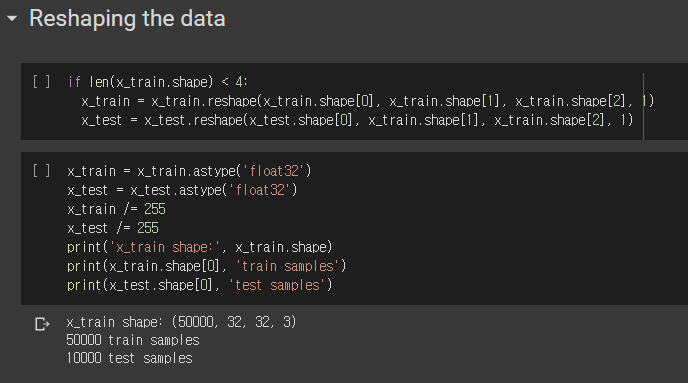 Reshaping the data
[ ] if len(x_train.shape) < 4:
x_train = x_train.reshape(x_train.shape[0], x_train.shape[1], x_train.shape[2], 1)
x_test = x_test.reshape(x_test.shape[0], x_train.shape[1], x_train.shape[2], 1)
[ ] x_train = x_train.astype('float32')
x_test = x_test.astype('float32')
x_train /= 255
x_test /= 255
print('x_train shape:', x_train.shape)
print(x_train.shape[0], 'train samples')
print(x_test.shape[0], 'test samples')
x_train shape: (50000, 32, 32, 3)
50000 train samples
10000 test samples